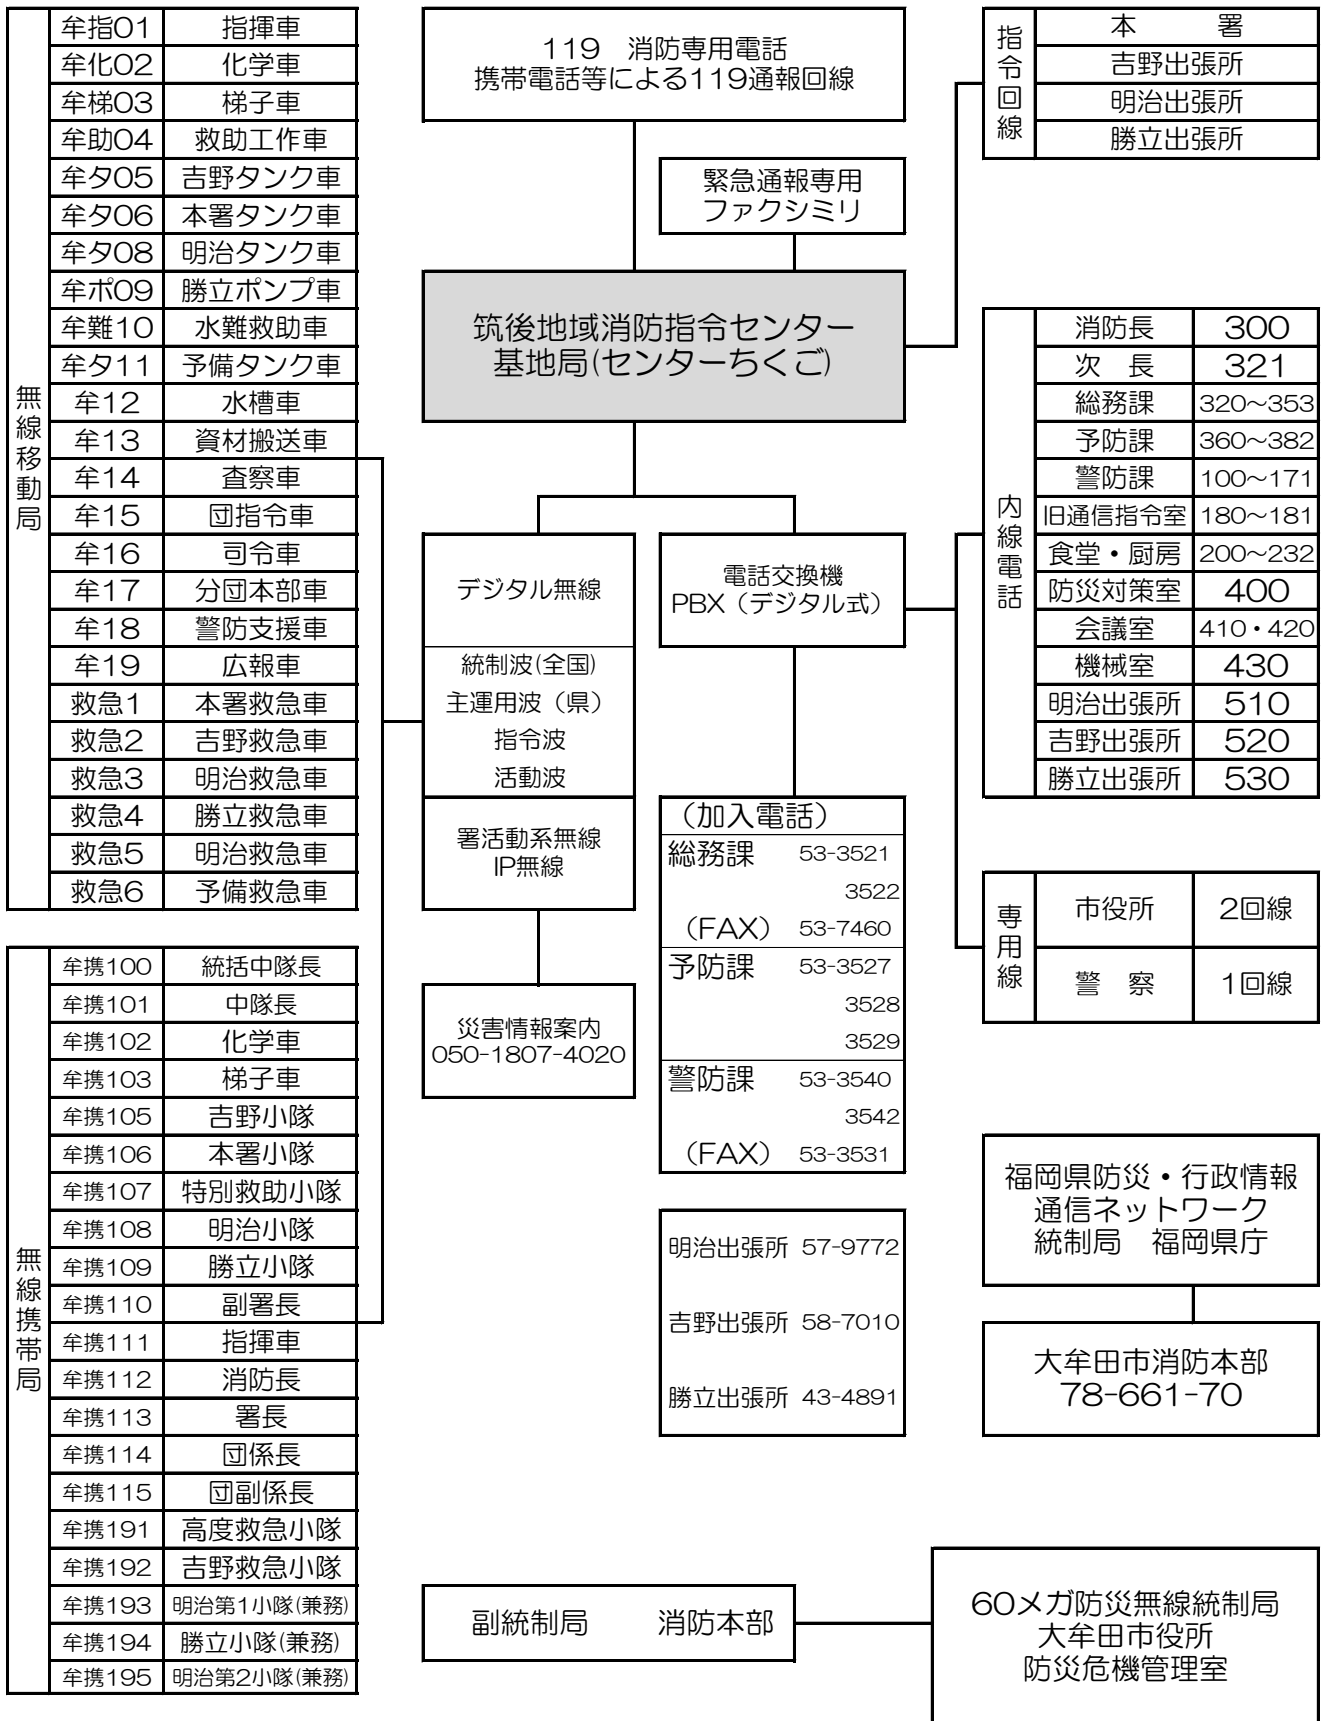 無線移動局
牟指01 指揮車
牟化02 化学車
牟梯03 梯子車
牟助04 救助工作車
牟タ05 吉野タンク車
牟タ06 本署タンク車
牟タ08 明治タンク車
牟ポ09 勝立ポンプ車
牟難10 水難救助車
牟タ11 予備タンク車
牟12 水槽車
牟13 資材搬送車
牟14 査察車
牟15 団指令車
牟16 司令車
牟17 分団本部車
牟18 警防支援車
牟19 広報車
救急1 本署救急車
救急2 吉野救急車
救急3 明治救急車
救急4 勝立救急車
救急5 明治救急車
救急6 予備救急車
無線携帯局
牟携100 統括中隊長
牟携101 中隊長
牟携102 化学車
牟携103 梯子車
牟携105 吉野小隊
牟携106 本署小隊
牟携107 特別救助小隊
牟携108 明治小隊
牟携109 勝立小隊
牟携110 副署長
牟携111 指揮車
牟携112 消防長
牟携113 署長
牟携114 団係長
牟携115 団副係長
牟携191 高度救急小隊
牟携192 吉野救急小隊
牟携193 明治第1小隊(兼務)
牟携194 勝立小隊(兼務)
牟携195 明治第2小隊(兼務)
119 消防専用電話
携帯電話等による119通報回線
緊急通報専用
ファクシミリ
筑後地域消防指令センター
基地局(センターちくご)
デジタル無線
統制波(全国)
主運用波（県）
指令波
活動波
署活動系無線
IP無線
災害情報案内
050-1807-4020
電話交換機
PBX（デジタル式）
（加入電話）
総務課 53-3521
3522
（FAX） 53-7460
予防課 53-3527
3528
3529
警防課 53-3540
3542
（FAX） 53-3531
明治出張所 57-9772
吉野出張所 58-7010
勝立出張所 43-4891
副統制局 消防本部
指令回線
本 署
吉野出張所
明治出張所
勝立出張所
内線電話
消防長 300
次 長 321
総務課 320～353
予防課 360～382
警防課 100～171
旧通信指令室 180～181
食堂・厨房 200～232
防災対策室 400
会議室 410・420
機械室 430
明治出張所 510
吉野出張所 520
勝立出張所 530
専用線
市役所 2回線
警 察 1回線
福岡県防災・行政情報
通信ネットワーク
統制局 福岡県庁
大牟田市消防本部
78-661-70
60メガ防災無線統制局
大牟田市役所
防災危機管理室